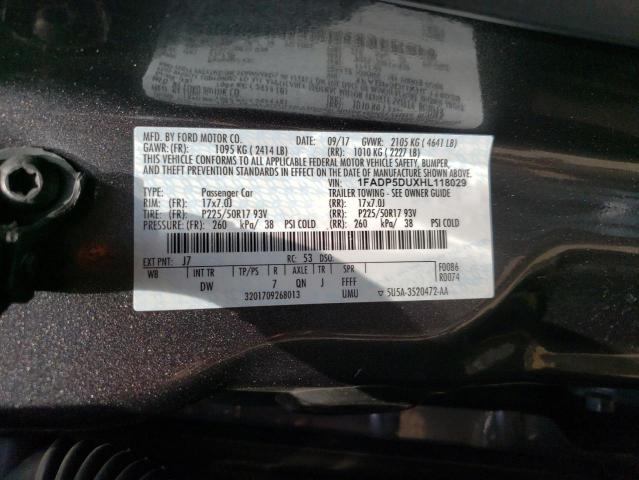 MFD. BY FORD MOTOR CO. 09/17 GVWR: 2105 KG (4641 LB)
GAWR: (FR): 1095 KG (2414 LB) (RR): 1010 KG (2227 LB)
THIS VEHICLE CONFORMS TO ALL APPLICABLE FEDERAL MOTOR VEHICLE SAFETY, BUMPER,
AND THEFT PREVENTION STANDARDS IN EFFECT ON THE DATE OF MANUFACTURE SHOWN ABOVE.
VIN: 1FADP5DUXHL118029
TYPE: Passenger Car TRAILER TOWING - SEE OWNER GUIDE
RIM: (FR): 17x7.0J (RR): 17x7.0J
TIRE: (FR): P225/50R17 93V (RR): P225/50R17 93V
PRESSURE: (FR) 260 kPa/ 38 PSI COLD (RR) 260 kPa/ 38 PSI COLD
EXT PNT: J7 RC: 53 DSO: F0086
WB INT TR TP/PS R AXLE TR SPR R0074
DW 7 QN J FFFF
3201709268013 UMU ▽ 5U5A-3520472-AA